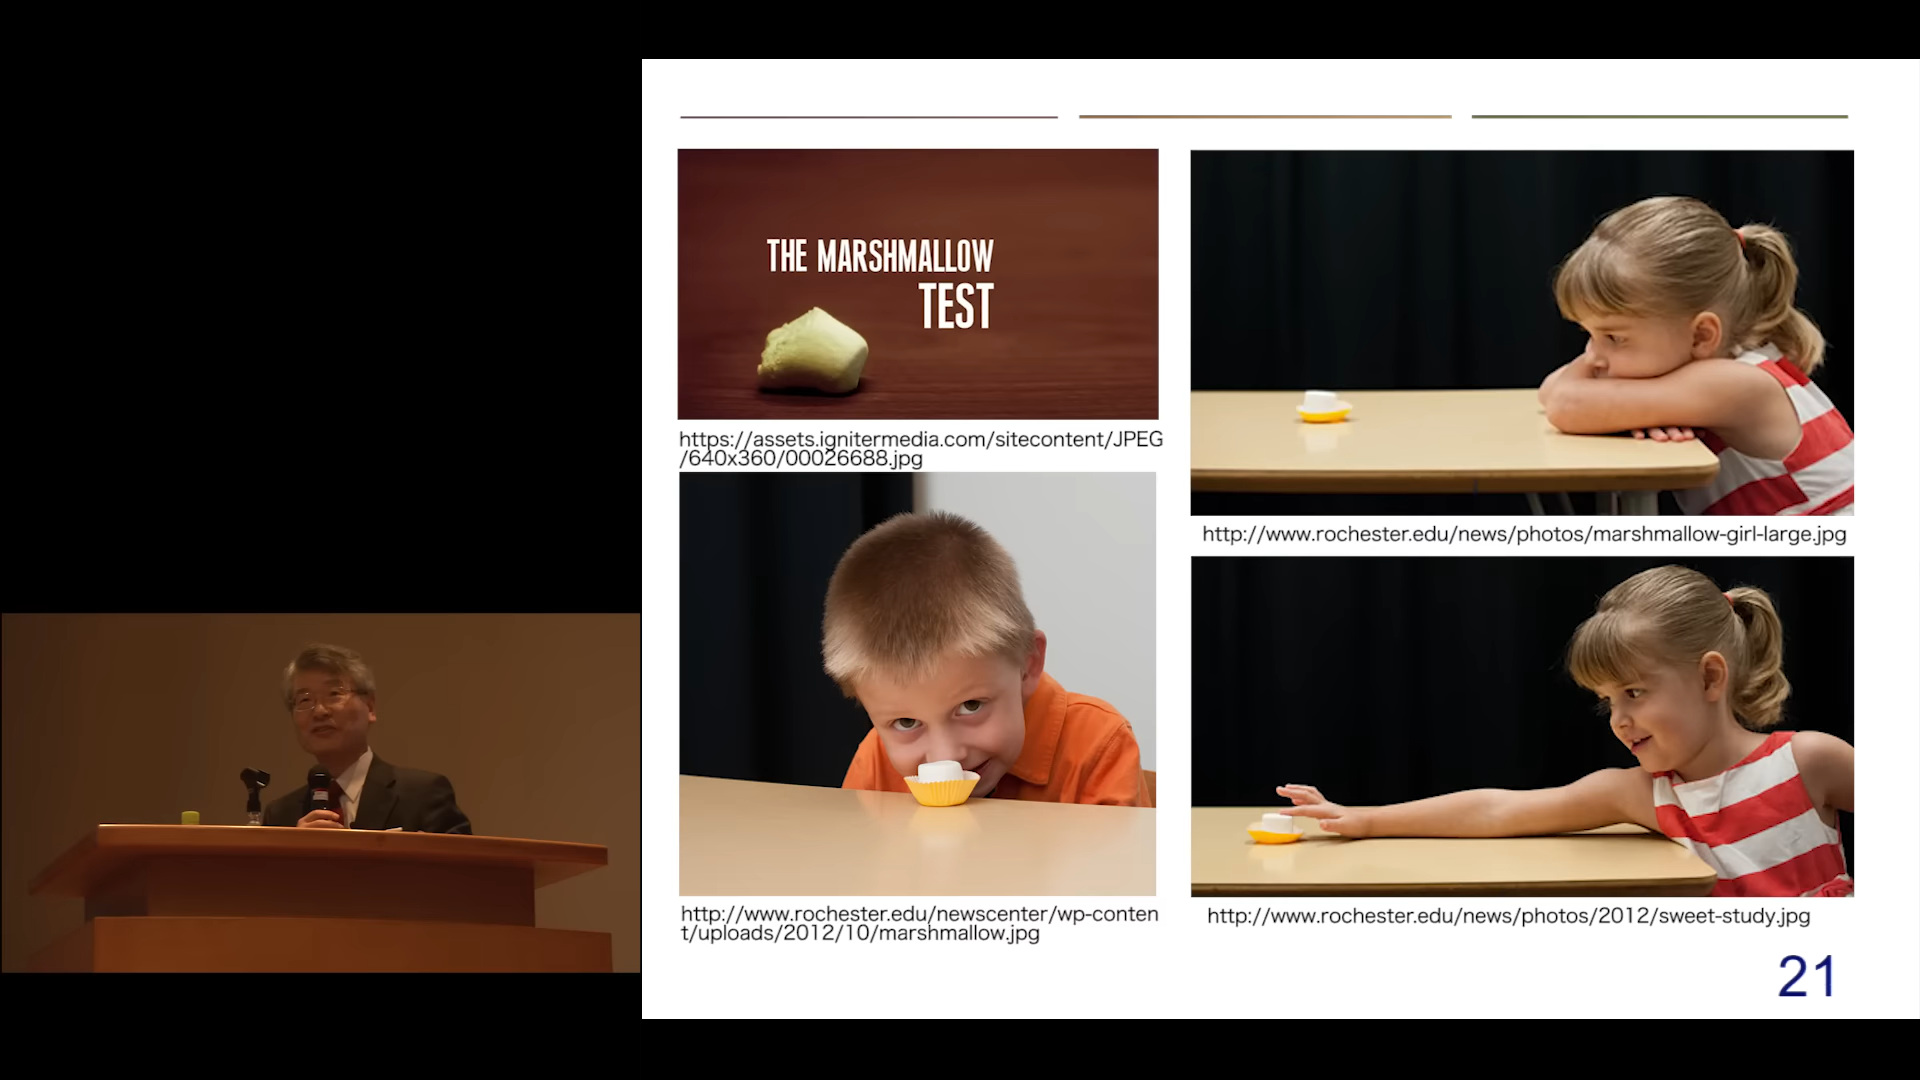 THE MARSHMALLOW
TEST
https://assets.ignitermedia.com/sitecontent/JPEG
/640x360/00026688.jpg
http://www.rochester.edu/newscenter/wp-conten
t/uploads/2012/10/marshmallow.jpg
http://www.rochester.edu/news/photos/marshmallow-girl-large.jpg
http://www.rochester.edu/news/photos/2012/sweet-study.jpg
21